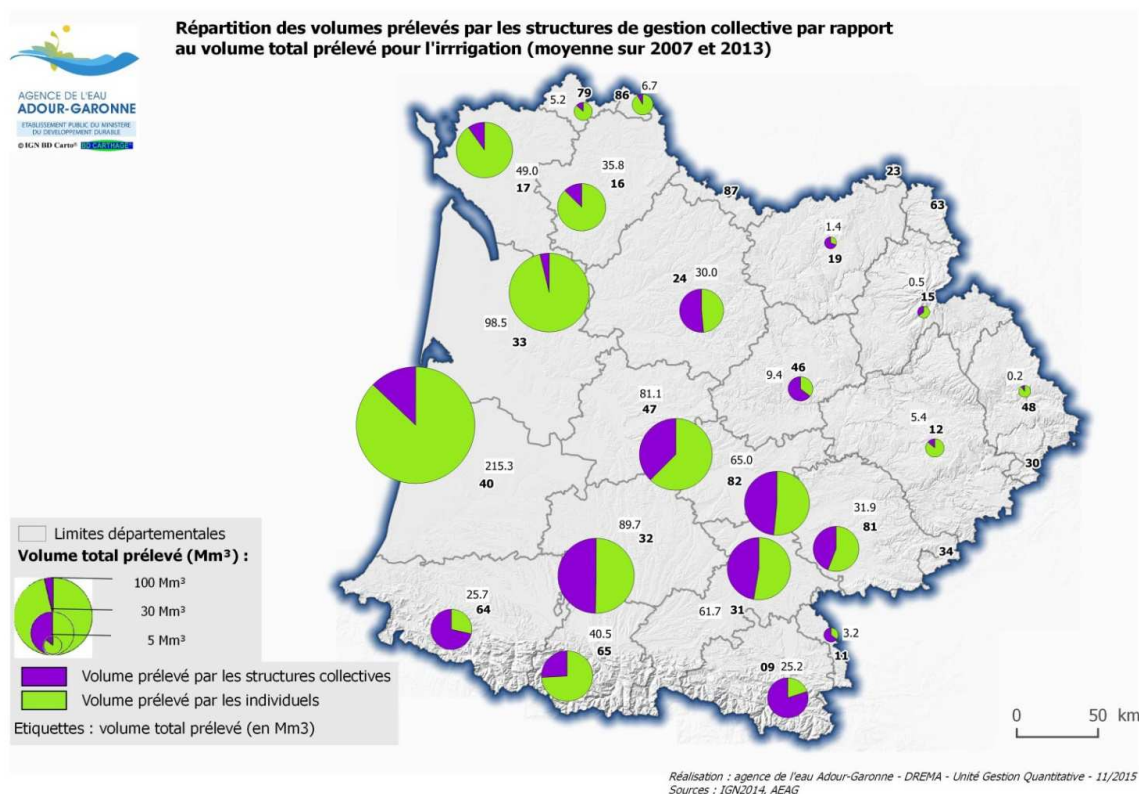 Répartition des volumes prélevés par les structures de gestion collective par rapport
au volume total prélevé pour l'irrrigation (moyenne sur 2007 et 2013)
AGENCE DE L'EAU
ADOUR-GARONNE
ETABLISSEMENT PUBLIC DU MINISTERE
DU DEVELOPPEMENT DURABLE
© IGN BD Carto® BD CARTHAGE®
5.2
79
86
6.7
49.0
17
35.8
16
87
23
63
1.4
19
24
30.0
0.5
15
98.5
33
9.4
46
0.2
48
81.1
47
5.4
12
30
65.0
82
215.3
40
89.7
32
31.9
81
34
25.7
64
40.5
65
61.7
31
3.2
11
09
25.2
Limites départementales
Volume total prélevé (Mm³) :
100 Mm³
30 Mm³
5 Mm³
Volume prélevé par les structures collectives
Volume prélevé par les individuels
Etiquettes : volume total prélevé (en Mm3)
0 50 km
Réalisation : agence de l'eau Adour-Garonne - DREMA - Unité Gestion Quantitative - 11/2015
Sources : IGN2014, AEAG